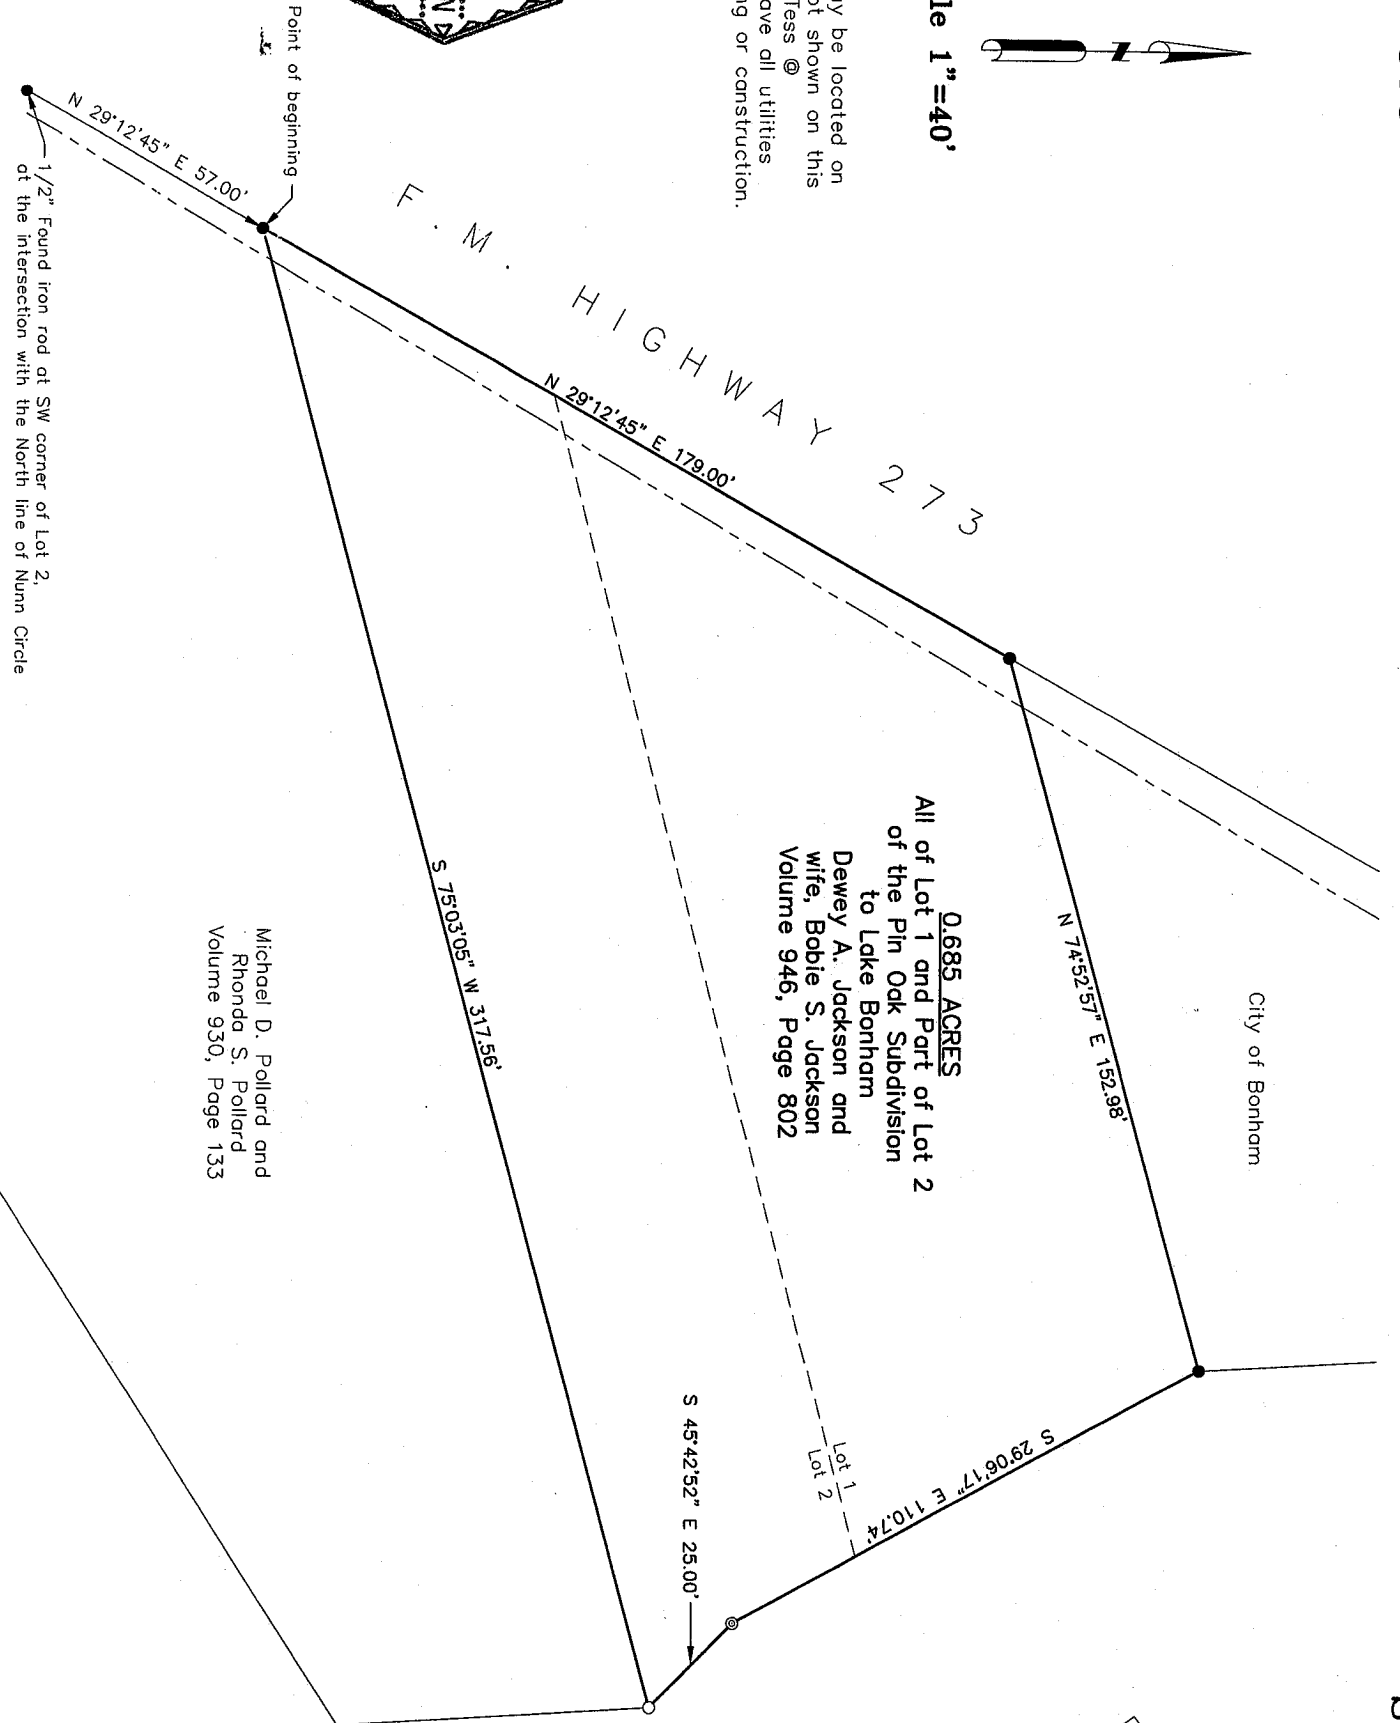 le 1"=40'
y be located on
ot shown on this
Tess @
ave all utilities
ng or canstruction.
Point of beginning
N 29°12'45" E 57.00'
1/2" Found iron rod at SW corner of Lot 2,
at the intersection with the North line of Nunn Circle
F.M. HIGHWAY 273
N 29°12'45" E 179.00'
City of Bonham
N 74°52'57" E 152.98'
0.685 ACRES
All of Lot 1 and Part of Lot 2
of the Pin Oak Subdivision
to Lake Bonham
Dewey A. Jackson and
wife, Bobie S. Jackson
Volume 946, Page 802
S 29°06'17" E 110.74'
Lot 1
Lot 2
S 45°42'52" E 25.00'
S 75°03'05" W 317.56'
Michael D. Pollard and
Rhonda S. Pollard
Volume 930, Page 133